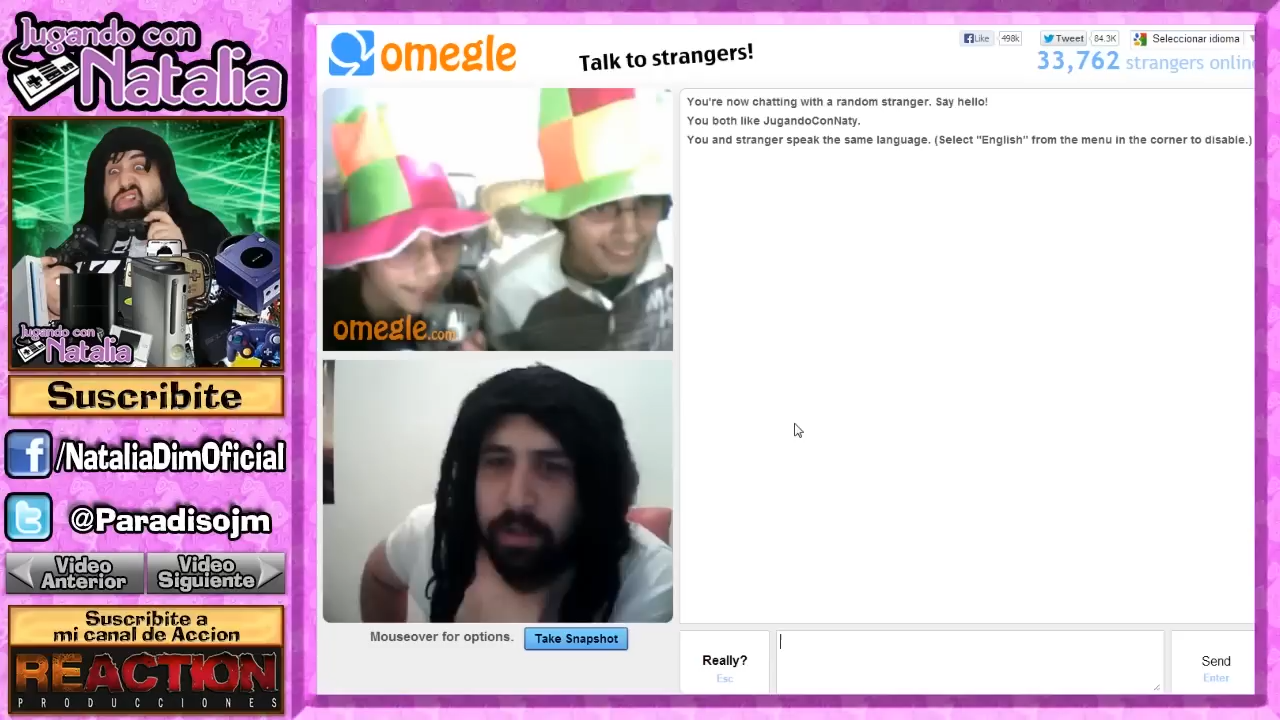 Jugando con
Natalia
Jugando con
Natalia
Suscribite
/NataliaDimOficial
@Paradisojm
Video
Anterior
Video
Siguiente
Suscribite a
mi canal de Accion
REACTION
PRODUCCIONES
omegle
Talk to strangers!
Like
498k
Tweet
84.3K
Seleccionar idioma
33,762 strangers online
omegle.com
You're now chatting with a random stranger. Say hello!
You both like JugandoConNaty.
You and stranger speak the same language. (Select "English" from the menu in the corner to disable.)
Mouseover for options.
Take Snapshot
Really?
Esc
Send
Enter